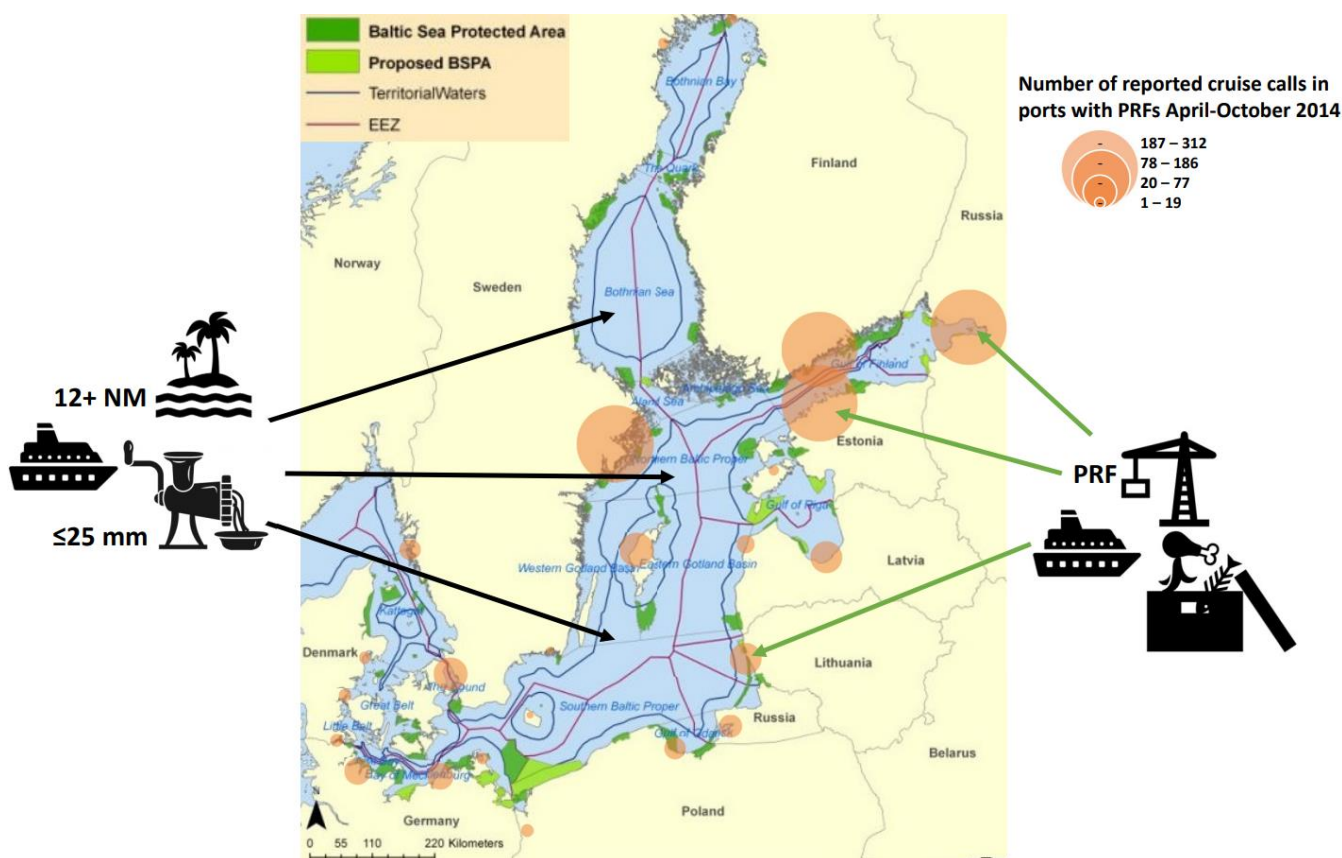 Baltic Sea Protected Area
Proposed BSPA
TerritorialWaters
EEZ
Number of reported cruise calls in
ports with PRFs April-October 2014
- 187 – 312
- 78 – 186
- 20 – 77
- 1 – 19
Bothnian Bay
Finland
The Quark
Russia
Norway
Sweden
Bothnian Sea
12+ NM
Gulf of Finland
Archipelago Sea
Åland Sea
Estonia
Northern Baltic Proper
PRF
≤25 mm
Gulf of Riga
Western Gotland Basin
Eastern Gotland Basin
Latvia
Kattegat
Denmark
Lithuania
The Sound
Great Belt
Southern Baltic Proper
Russia
Little Belt
Gulf of Gdansk
Belarus
Bay of Mecklenburg
Poland
Germany
N
0 55 110 220 Kilometers